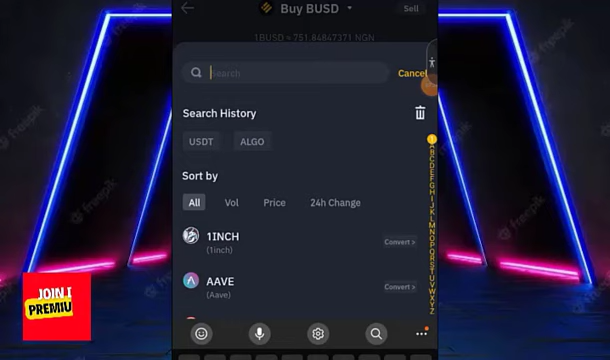 Buy BUSD
Sell
1BUSD ≈ 751.84847371 NGN
Search
Cancel
Search History
USDT
ALGO
Sort by
All
Vol
Price
24h Change
1INCH
(1inch)
Convert >
AAVE
(Aave)
Convert >
A
B
C
D
E
F
G
H
I
J
K
L
M
N
O
P
Q
R
S
T
U
V
W
X
Y
Z
JOIN I
PREMIU
freepik